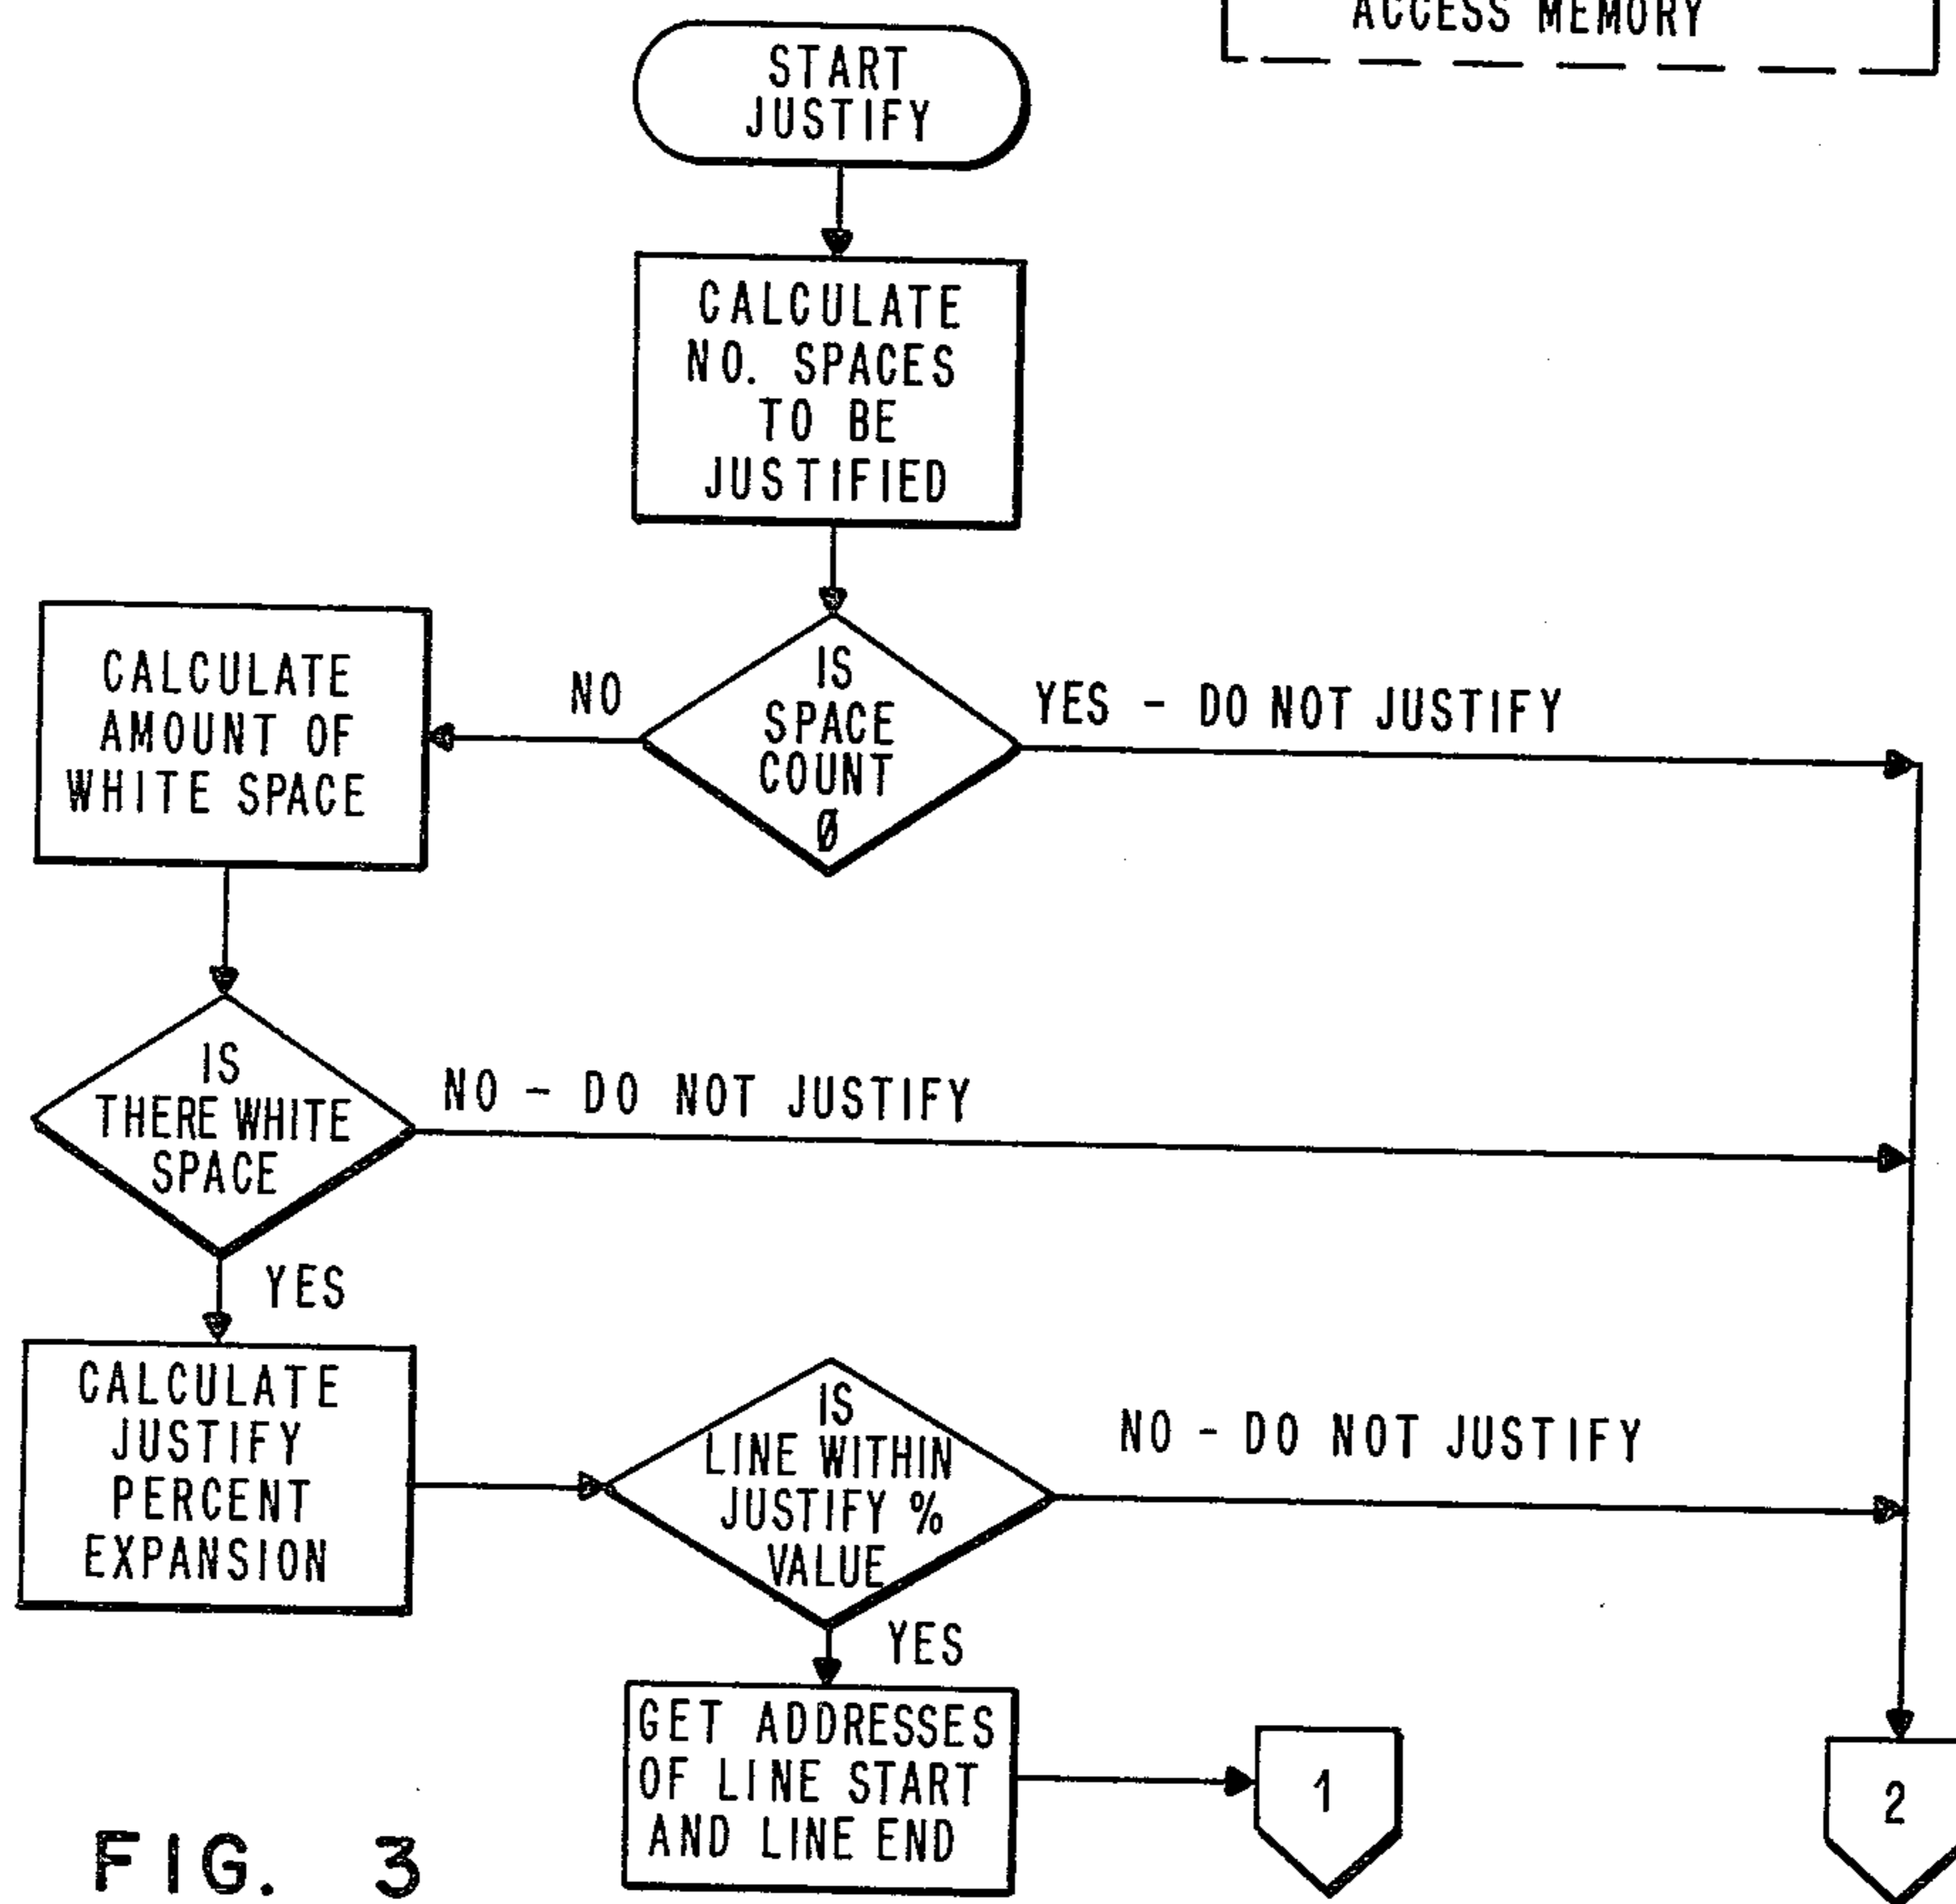 ACCESS MEMORY
START
JUSTIFY
CALCULATE
NO. SPACES
TO BE
JUSTIFIED
IS
SPACE
COUNT
Ø
NO
YES - DO NOT JUSTIFY
CALCULATE
AMOUNT OF
WHITE SPACE
IS
THERE WHITE
SPACE
NO - DO NOT JUSTIFY
YES
CALCULATE
JUSTIFY
PERCENT
EXPANSION
IS
LINE WITHIN
JUSTIFY %
VALUE
NO - DO NOT JUSTIFY
YES
GET ADDRESSES
OF LINE START
AND LINE END
1
2
FIG. 3